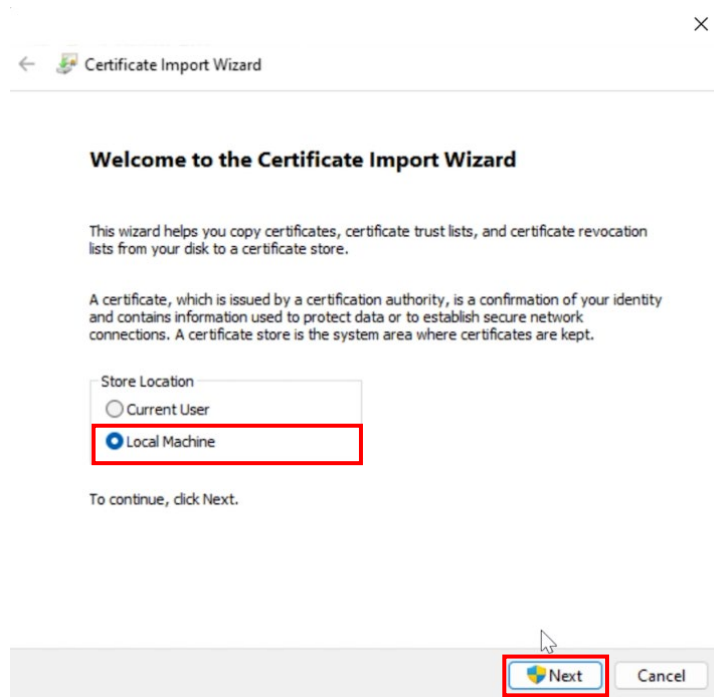 Certificate Import Wizard
Welcome to the Certificate Import Wizard
This wizard helps you copy certificates, certificate trust lists, and certificate revocation
lists from your disk to a certificate store.
A certificate, which is issued by a certification authority, is a confirmation of your identity
and contains information used to protect data or to establish secure network
connections. A certificate store is the system area where certificates are kept.
Store Location
Current User
Local Machine
To continue, click Next.
Next
Cancel